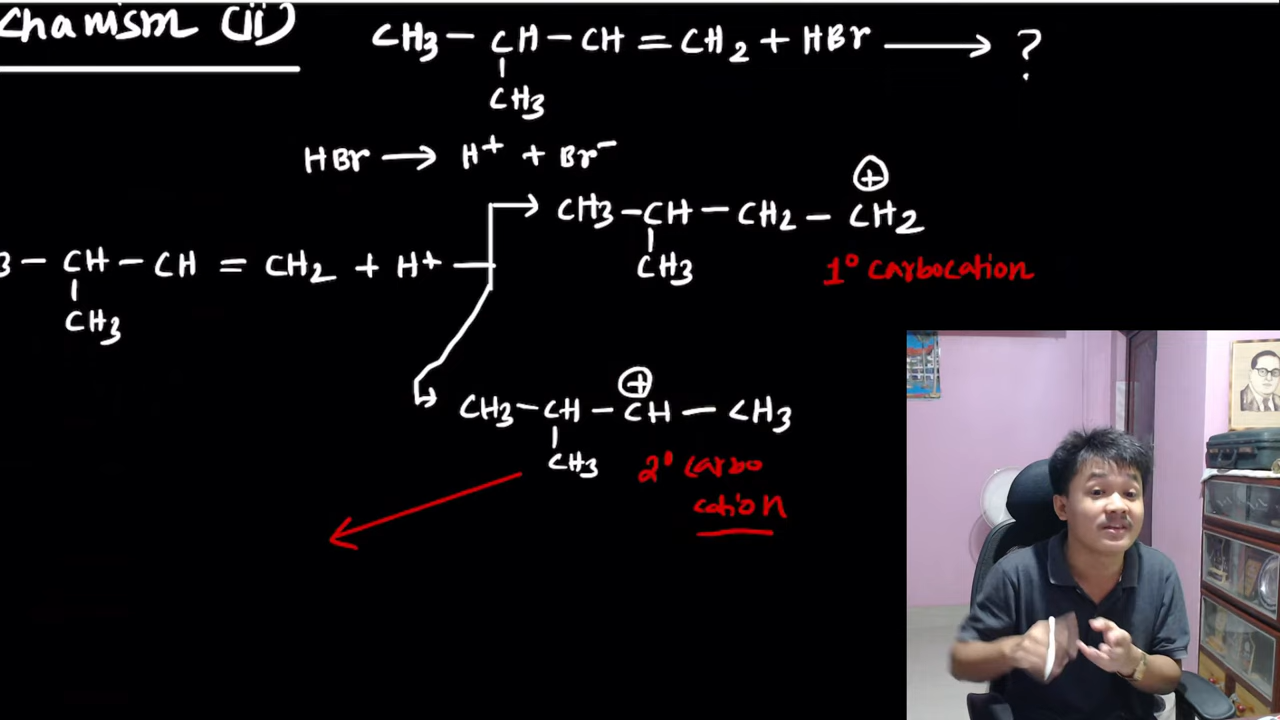 chanism (ii)
CH3 — CH — CH = CH2 + HBr ⟶ ?
CH3
HBr ⟶ H+ + Br−
CH3 — CH — CH2 — CH2 ⊕
CH3
1° carbocation
3 — CH — CH = CH2 + H+
CH3
CH3 — CH — CH ⊕ — CH3
CH3
2° carbo
cation